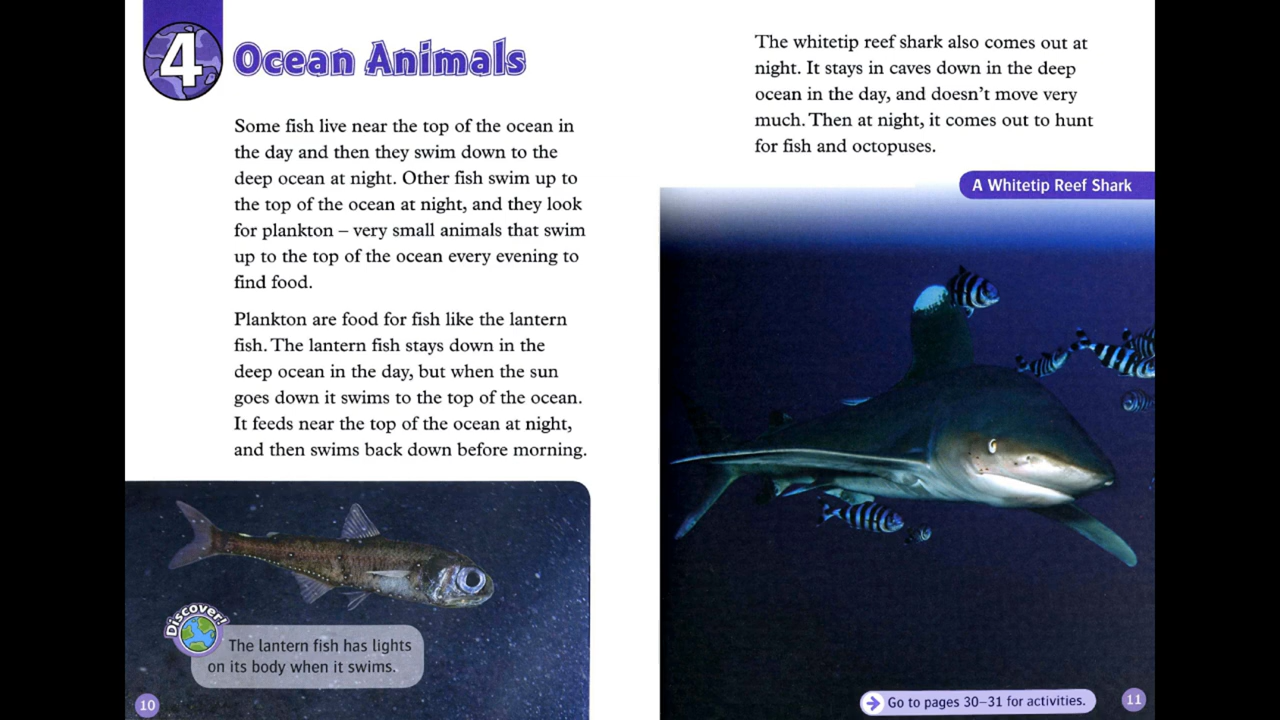 4
Ocean Animals
Some fish live near the top of the ocean in
the day and then they swim down to the
deep ocean at night. Other fish swim up to
the top of the ocean at night, and they look
for plankton – very small animals that swim
up to the top of the ocean every evening to
find food.
Plankton are food for fish like the lantern
fish. The lantern fish stays down in the
deep ocean in the day, but when the sun
goes down it swims to the top of the ocean.
It feeds near the top of the ocean at night,
and then swims back down before morning.
Discover!
The lantern fish has lights
on its body when it swims.
10
The whitetip reef shark also comes out at
night. It stays in caves down in the deep
ocean in the day, and doesn't move very
much. Then at night, it comes out to hunt
for fish and octopuses.
A Whitetip Reef Shark
Go to pages 30–31 for activities.
11